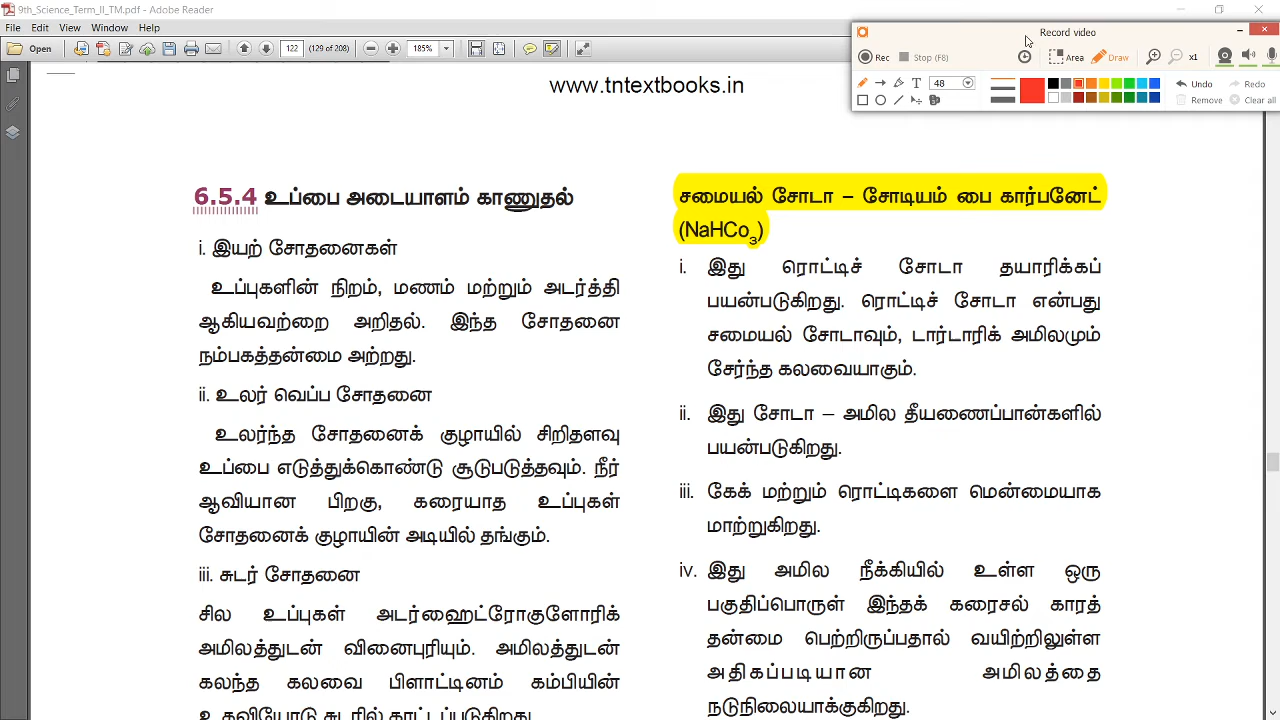 9th_Science_Term_II_TM.pdf - Adobe Reader
File Edit View Window Help
Open 122 (129 of 208) 185%
Record video
Rec Stop (F8) Area Draw x1
T 48 Undo Redo
Remove Clear all
www.tntextbooks.in
6.5.4 உப்பை அடையாளம் காணுதல்
i. இயற் சோதனைகள்
உப்புகளின் நிறம், மணம் மற்றும் அடர்த்தி
ஆகியவற்றை அறிதல். இந்த சோதனை
நம்பகத்தன்மை அற்றது.
ii. உலர் வெப்ப சோதனை
உலர்ந்த சோதனைக் குழாயில் சிறிதளவு
உப்பை எடுத்துக்கொண்டு சூடுபடுத்தவும். நீர்
ஆவியான பிறகு, கரையாத உப்புகள்
சோதனைக் குழாயின் அடியில் தங்கும்.
iii. சுடர் சோதனை
சில உப்புகள் அடர்ஹைட்ரோகுளோரிக்
அமிலத்துடன் வினைபுரியும். அமிலத்துடன்
கலந்த கலவை பிளாட்டினம் கம்பியின்
உதவியோடு சுடரில் காட்டப்படுகிறது
சமையல் சோடா – சோடியம் பை கார்பனேட்
(NaHCo3)
i. இது ரொட்டிச் சோடா தயாரிக்கப்
பயன்படுகிறது. ரொட்டிச் சோடா என்பது
சமையல் சோடாவும், டார்டாரிக் அமிலமும்
சேர்ந்த கலவையாகும்.
ii. இது சோடா – அமில தீயணைப்பான்களில்
பயன்படுகிறது.
iii. கேக் மற்றும் ரொட்டிகளை மென்மையாக
மாற்றுகிறது.
iv. இது அமில நீக்கியில் உள்ள ஒரு
பகுதிப்பொருள் இந்தக் கரைசல் காரத்
தன்மை பெற்றிருப்பதால் வயிற்றிலுள்ள
அதிகப்படியான அமிலத்தை
நடுநிலையாக்குகிறது.